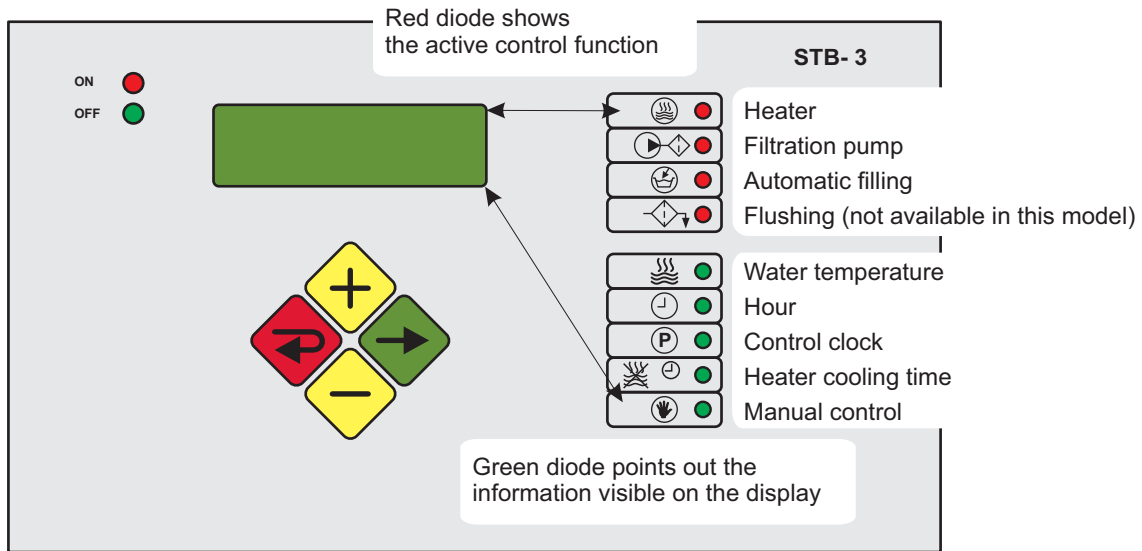 Red diode shows
the active control function
STB- 3
ON
OFF
Heater
Filtration pump
Automatic filling
Flushing (not available in this model)
Water temperature
Hour
P
Control clock
Heater cooling time
Manual control
Green diode points out the
information visible on the display